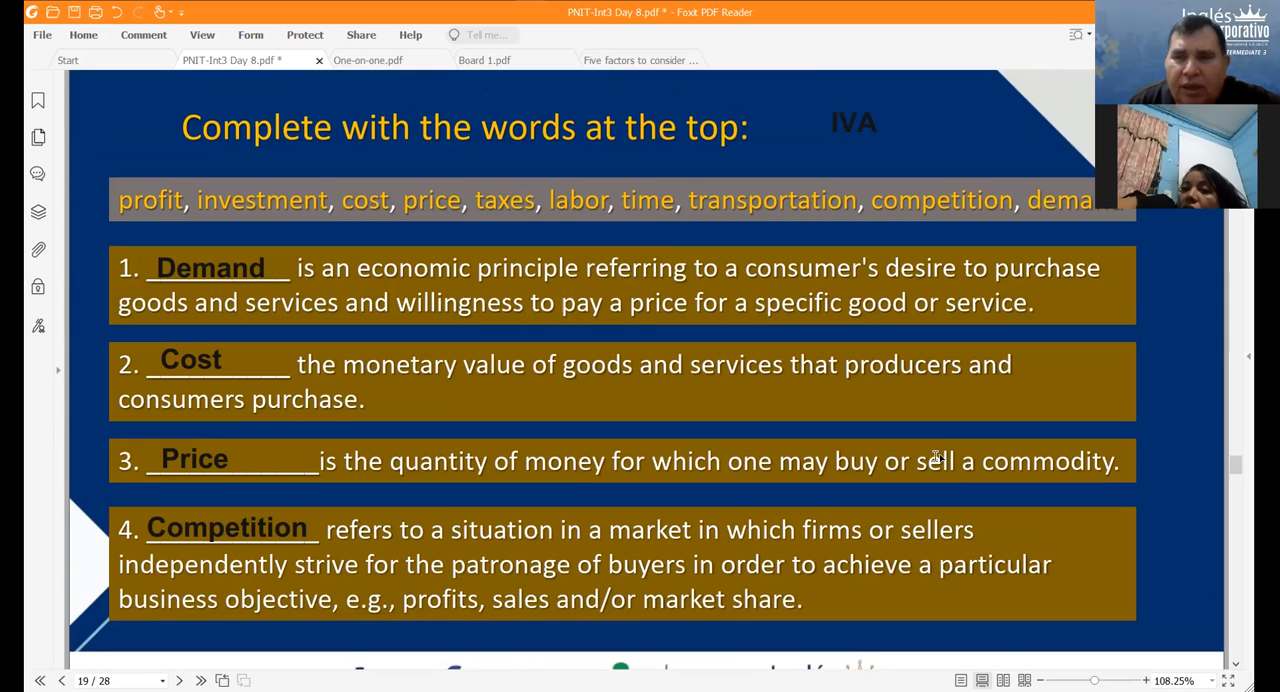 PNIT-Int3 Day 8.pdf * - Foxit PDF Reader
File Home Comment View Form Protect Share Help Tell me...
Start PNIT-Int3 Day 8.pdf * One-on-one.pdf Board 1.pdf Five factors to consider ...
Inglés
INTERMEDIATE 3
Complete with the words at the top: IVA
profit, investment, cost, price, taxes, labor, time, transportation, competition,
1. Demand is an economic principle referring to a consumer's desire to purchase
goods and services and willingness to pay a price for a specific good or service.
2. Cost the monetary value of goods and services that producers and
consumers purchase.
3. Price is the quantity of money for which one may buy or sell a commodity.
4. Competition refers to a situation in a market in which firms or sellers
independently strive for the patronage of buyers in order to achieve a particular
business objective, e.g., profits, sales and/or market share.
19 / 28 108.25%